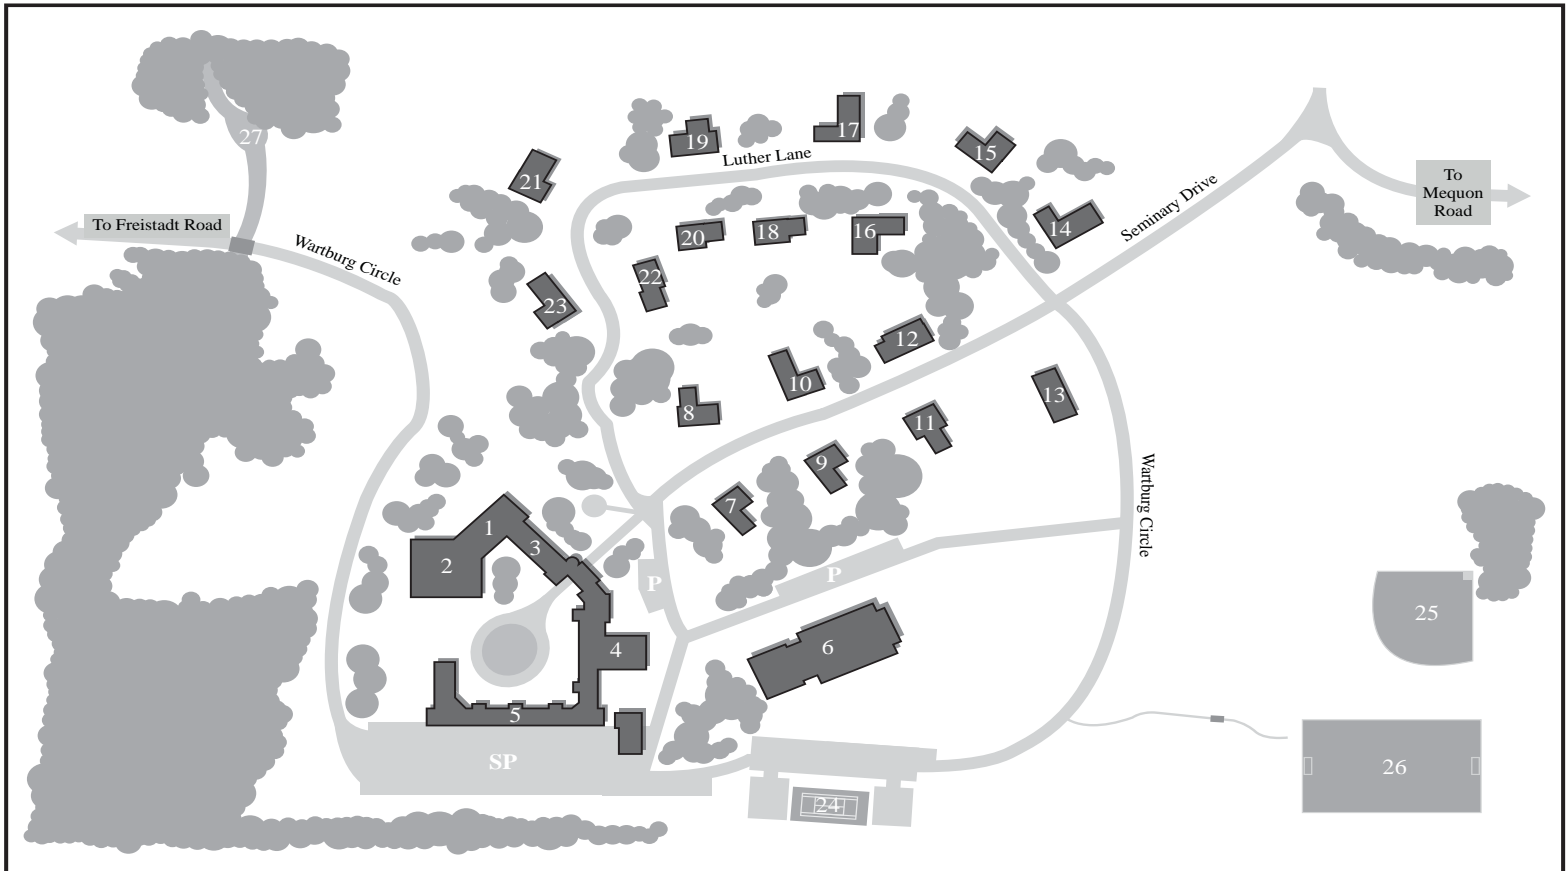 27
19
17
Luther Lane
15
21
To
Mequon
Road
Seminary Drive
To Freistadt Road
Wartburg Circle
20
18
16
14
22
23
12
10
13
8
11
9
7
1
3
2
P
P
Wartburg Circle
4
6
25
5
SP
26
24